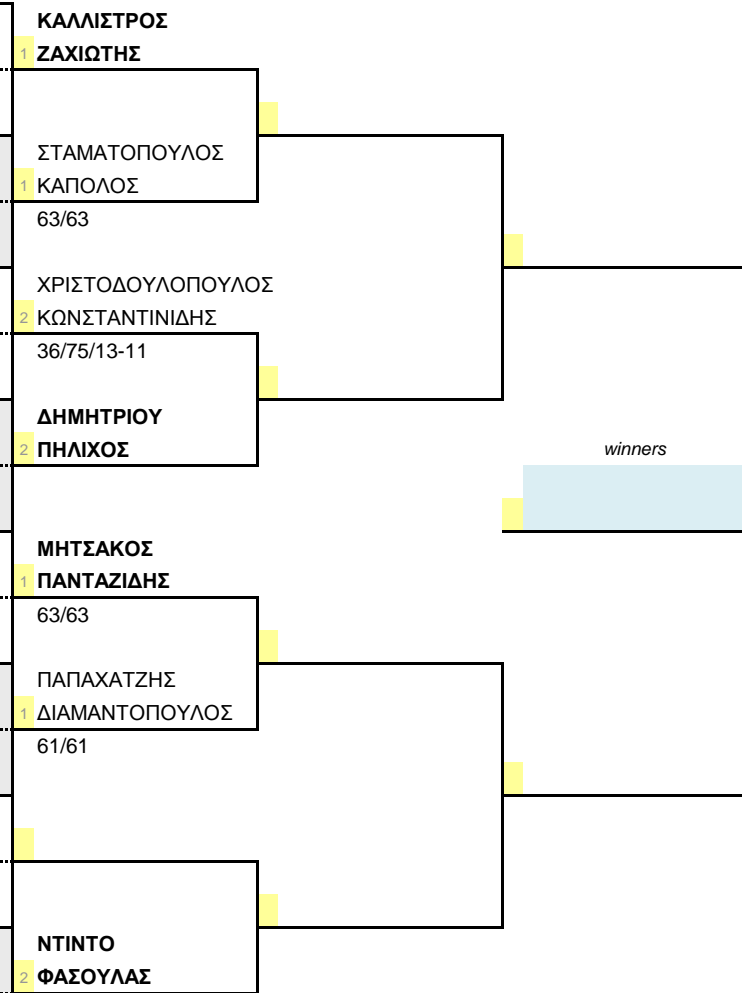 ΚΑΛΛΙΣΤΡΟΣ
1 ΖΑΧΙΩΤΗΣ
ΣΤΑΜΑΤΟΠΟΥΛΟΣ
1 ΚΑΠΟΛΟΣ
63/63
ΧΡΙΣΤΟΔΟΥΛΟΠΟΥΛΟΣ
2 ΚΩΝΣΤΑΝΤΙΝΙΔΗΣ
36/75/13-11
ΔΗΜΗΤΡΙΟΥ
2 ΠΗΛΙΧΟΣ
winners
ΜΗΤΣΑΚΟΣ
1 ΠΑΝΤΑΖΙΔΗΣ
63/63
ΠΑΠΑΧΑΤΖΗΣ
1 ΔΙΑΜΑΝΤΟΠΟΥΛΟΣ
61/61
ΝΤΙΝΤΟ
2 ΦΑΣΟΥΛΑΣ